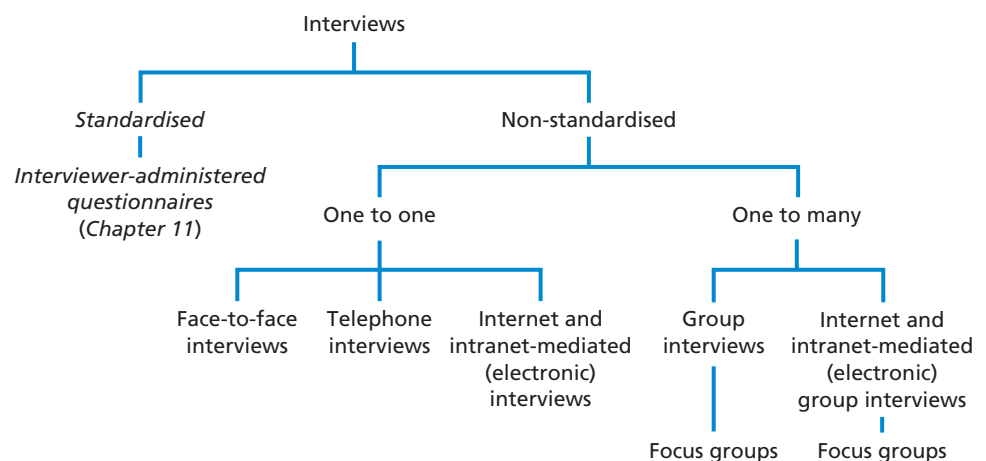 Interviews
Standardised
Non-standardised
Interviewer-administered
questionnaires
(Chapter 11)
One to one
One to many
Face-to-face
interviews
Telephone
interviews
Internet and
intranet-mediated
(electronic)
interviews
Group
interviews
Internet and
intranet-mediated
(electronic)
group interviews
Focus groups
Focus groups